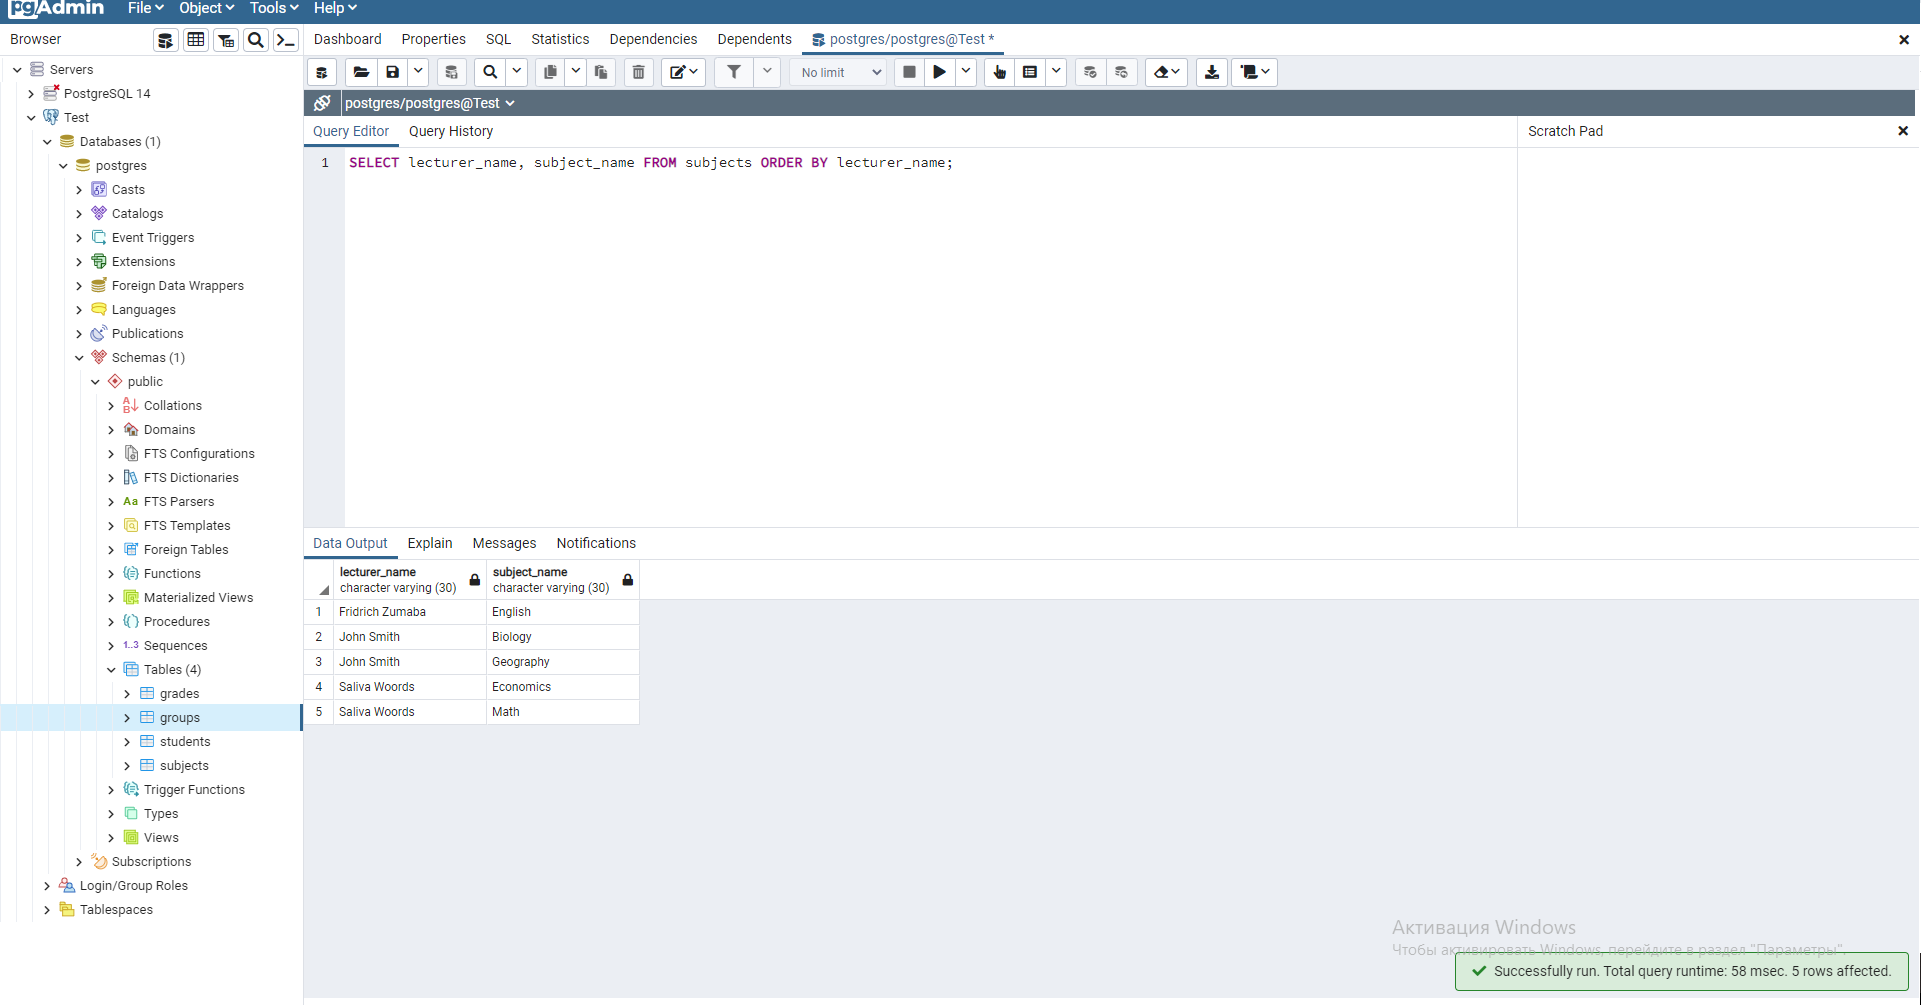 pgAdmin File Object Tools Help
Browser
Dashboard Properties SQL Statistics Dependencies Dependents postgres/postgres@Test *
No limit
postgres/postgres@Test
Query Editor Query History
Scratch Pad
1 SELECT lecturer_name, subject_name FROM subjects ORDER BY lecturer_name;
Servers
PostgreSQL 14
Test
Databases (1)
postgres
Casts
Catalogs
Event Triggers
Extensions
Foreign Data Wrappers
Languages
Publications
Schemas (1)
public
Collations
Domains
FTS Configurations
FTS Dictionaries
Aa FTS Parsers
FTS Templates
Foreign Tables
Functions
Materialized Views
Procedures
1..3 Sequences
Tables (4)
grades
groups
students
subjects
Trigger Functions
Types
Views
Subscriptions
Login/Group Roles
Tablespaces
Data Output Explain Messages Notifications
lecturer_name subject_name
character varying (30) character varying (30)
1 Fridrich Zumaba English
2 John Smith Biology
3 John Smith Geography
4 Saliva Woords Economics
5 Saliva Woords Math
Активация Windows
Чтобы активировать Windows, перейдите в раздел "Параметры".
Successfully run. Total query runtime: 58 msec. 5 rows affected.